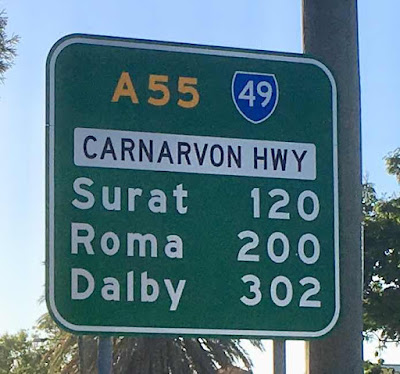 A55 49
CARNARVON HWY
Surat 120
Roma 200
Dalby 302